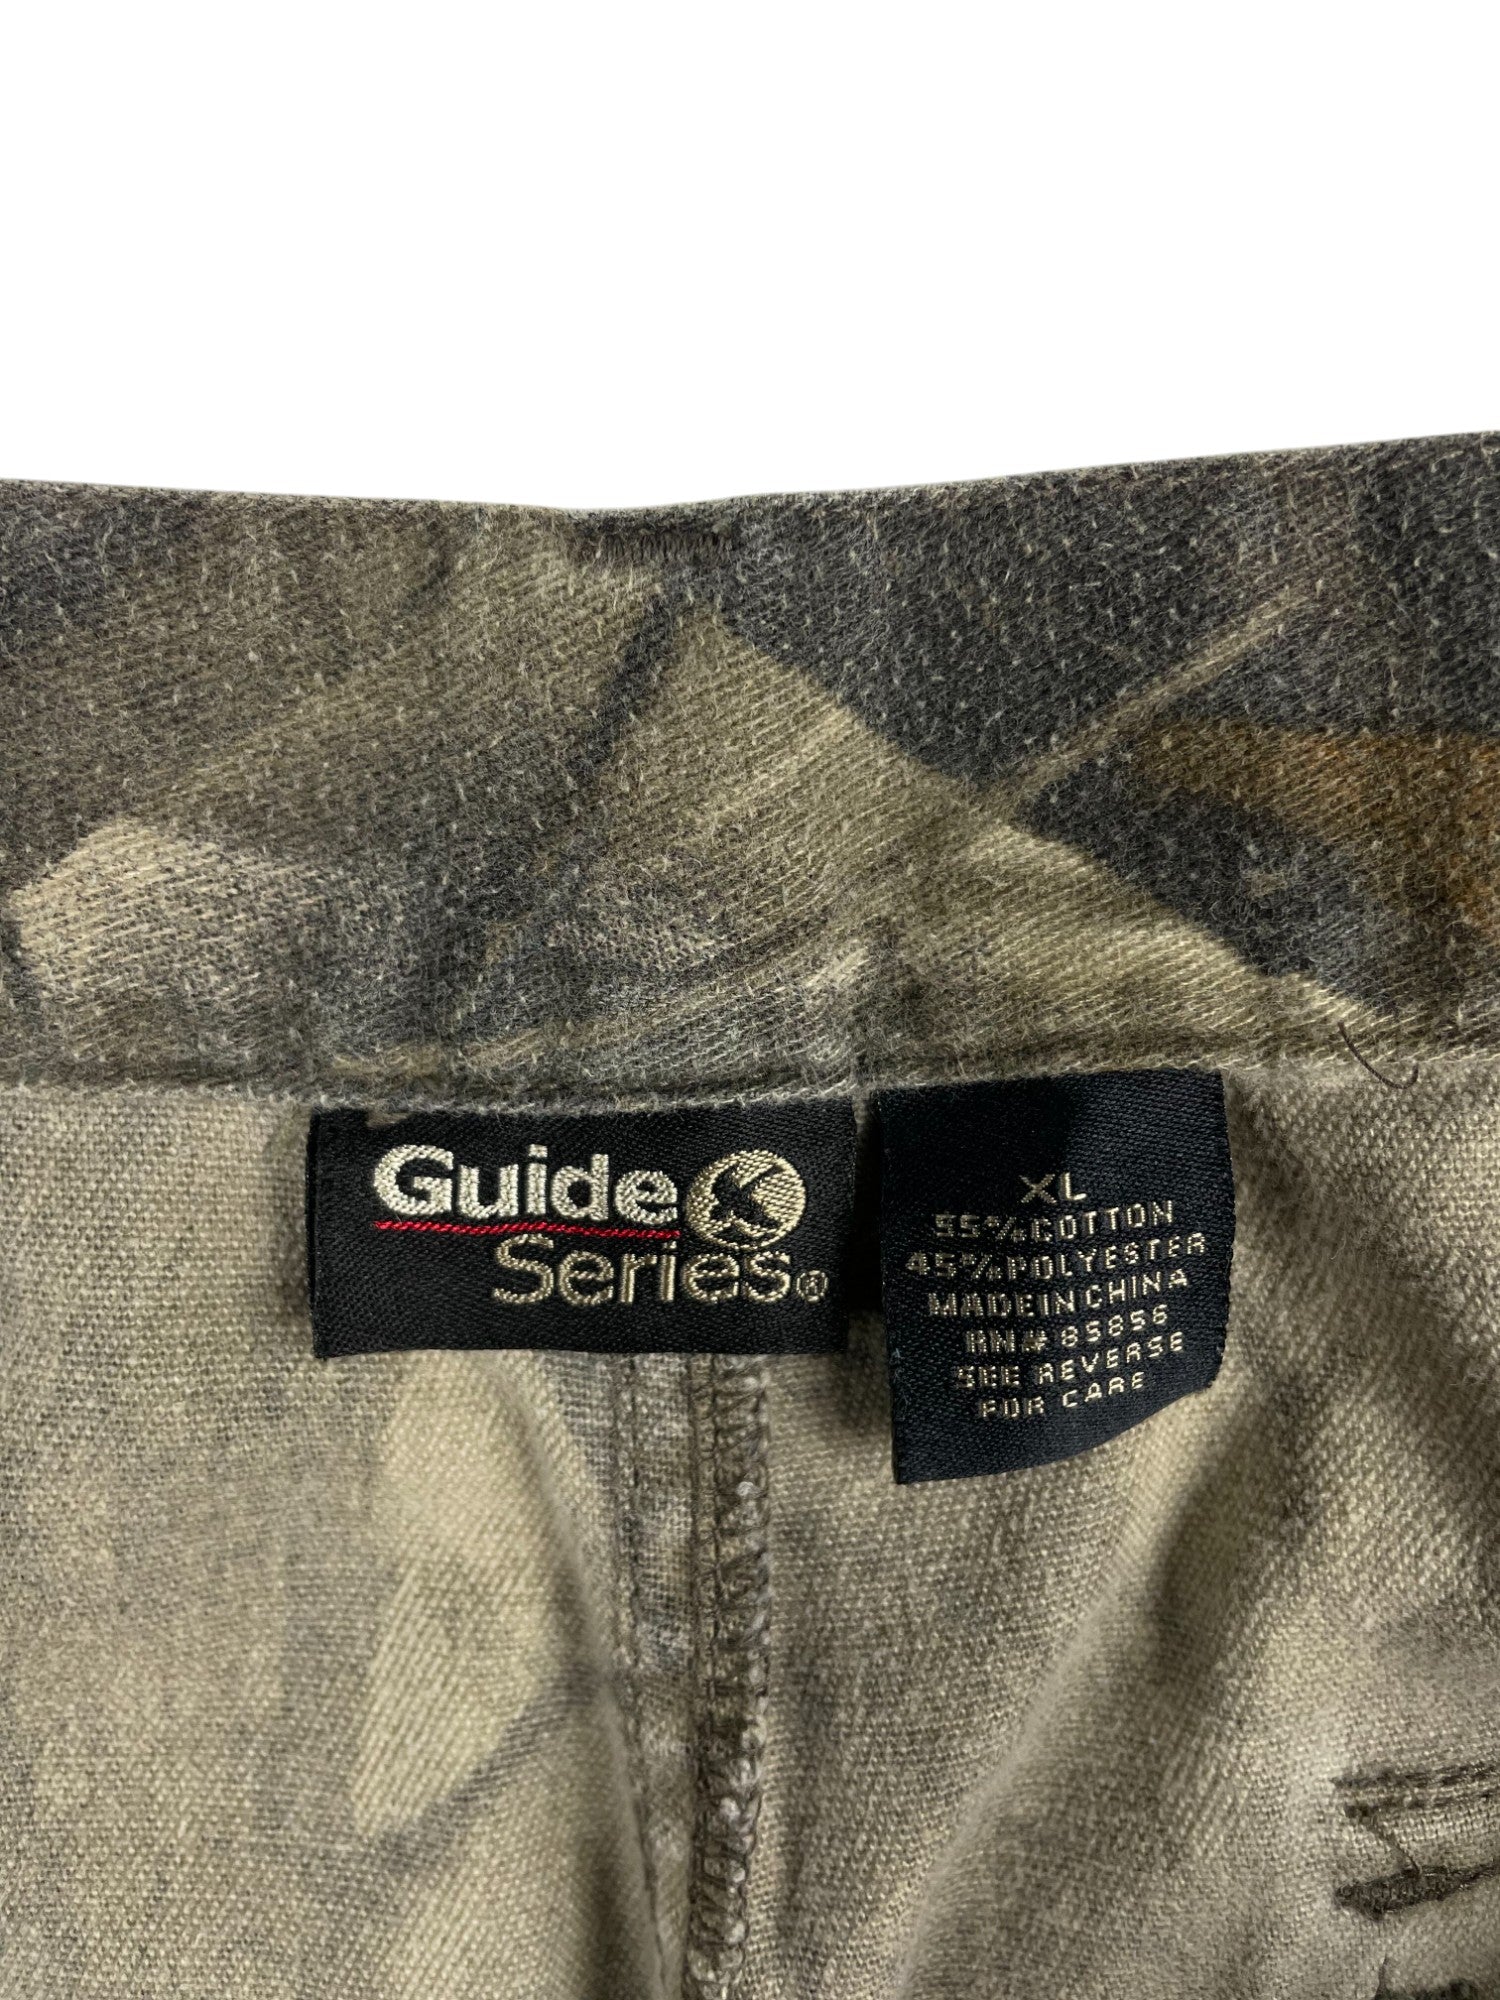 Guide
Series®
XL
55% COTTON
45% POLYESTER
MADE IN CHINA
RN# 85856
SEE REVERSE
FOR CARE